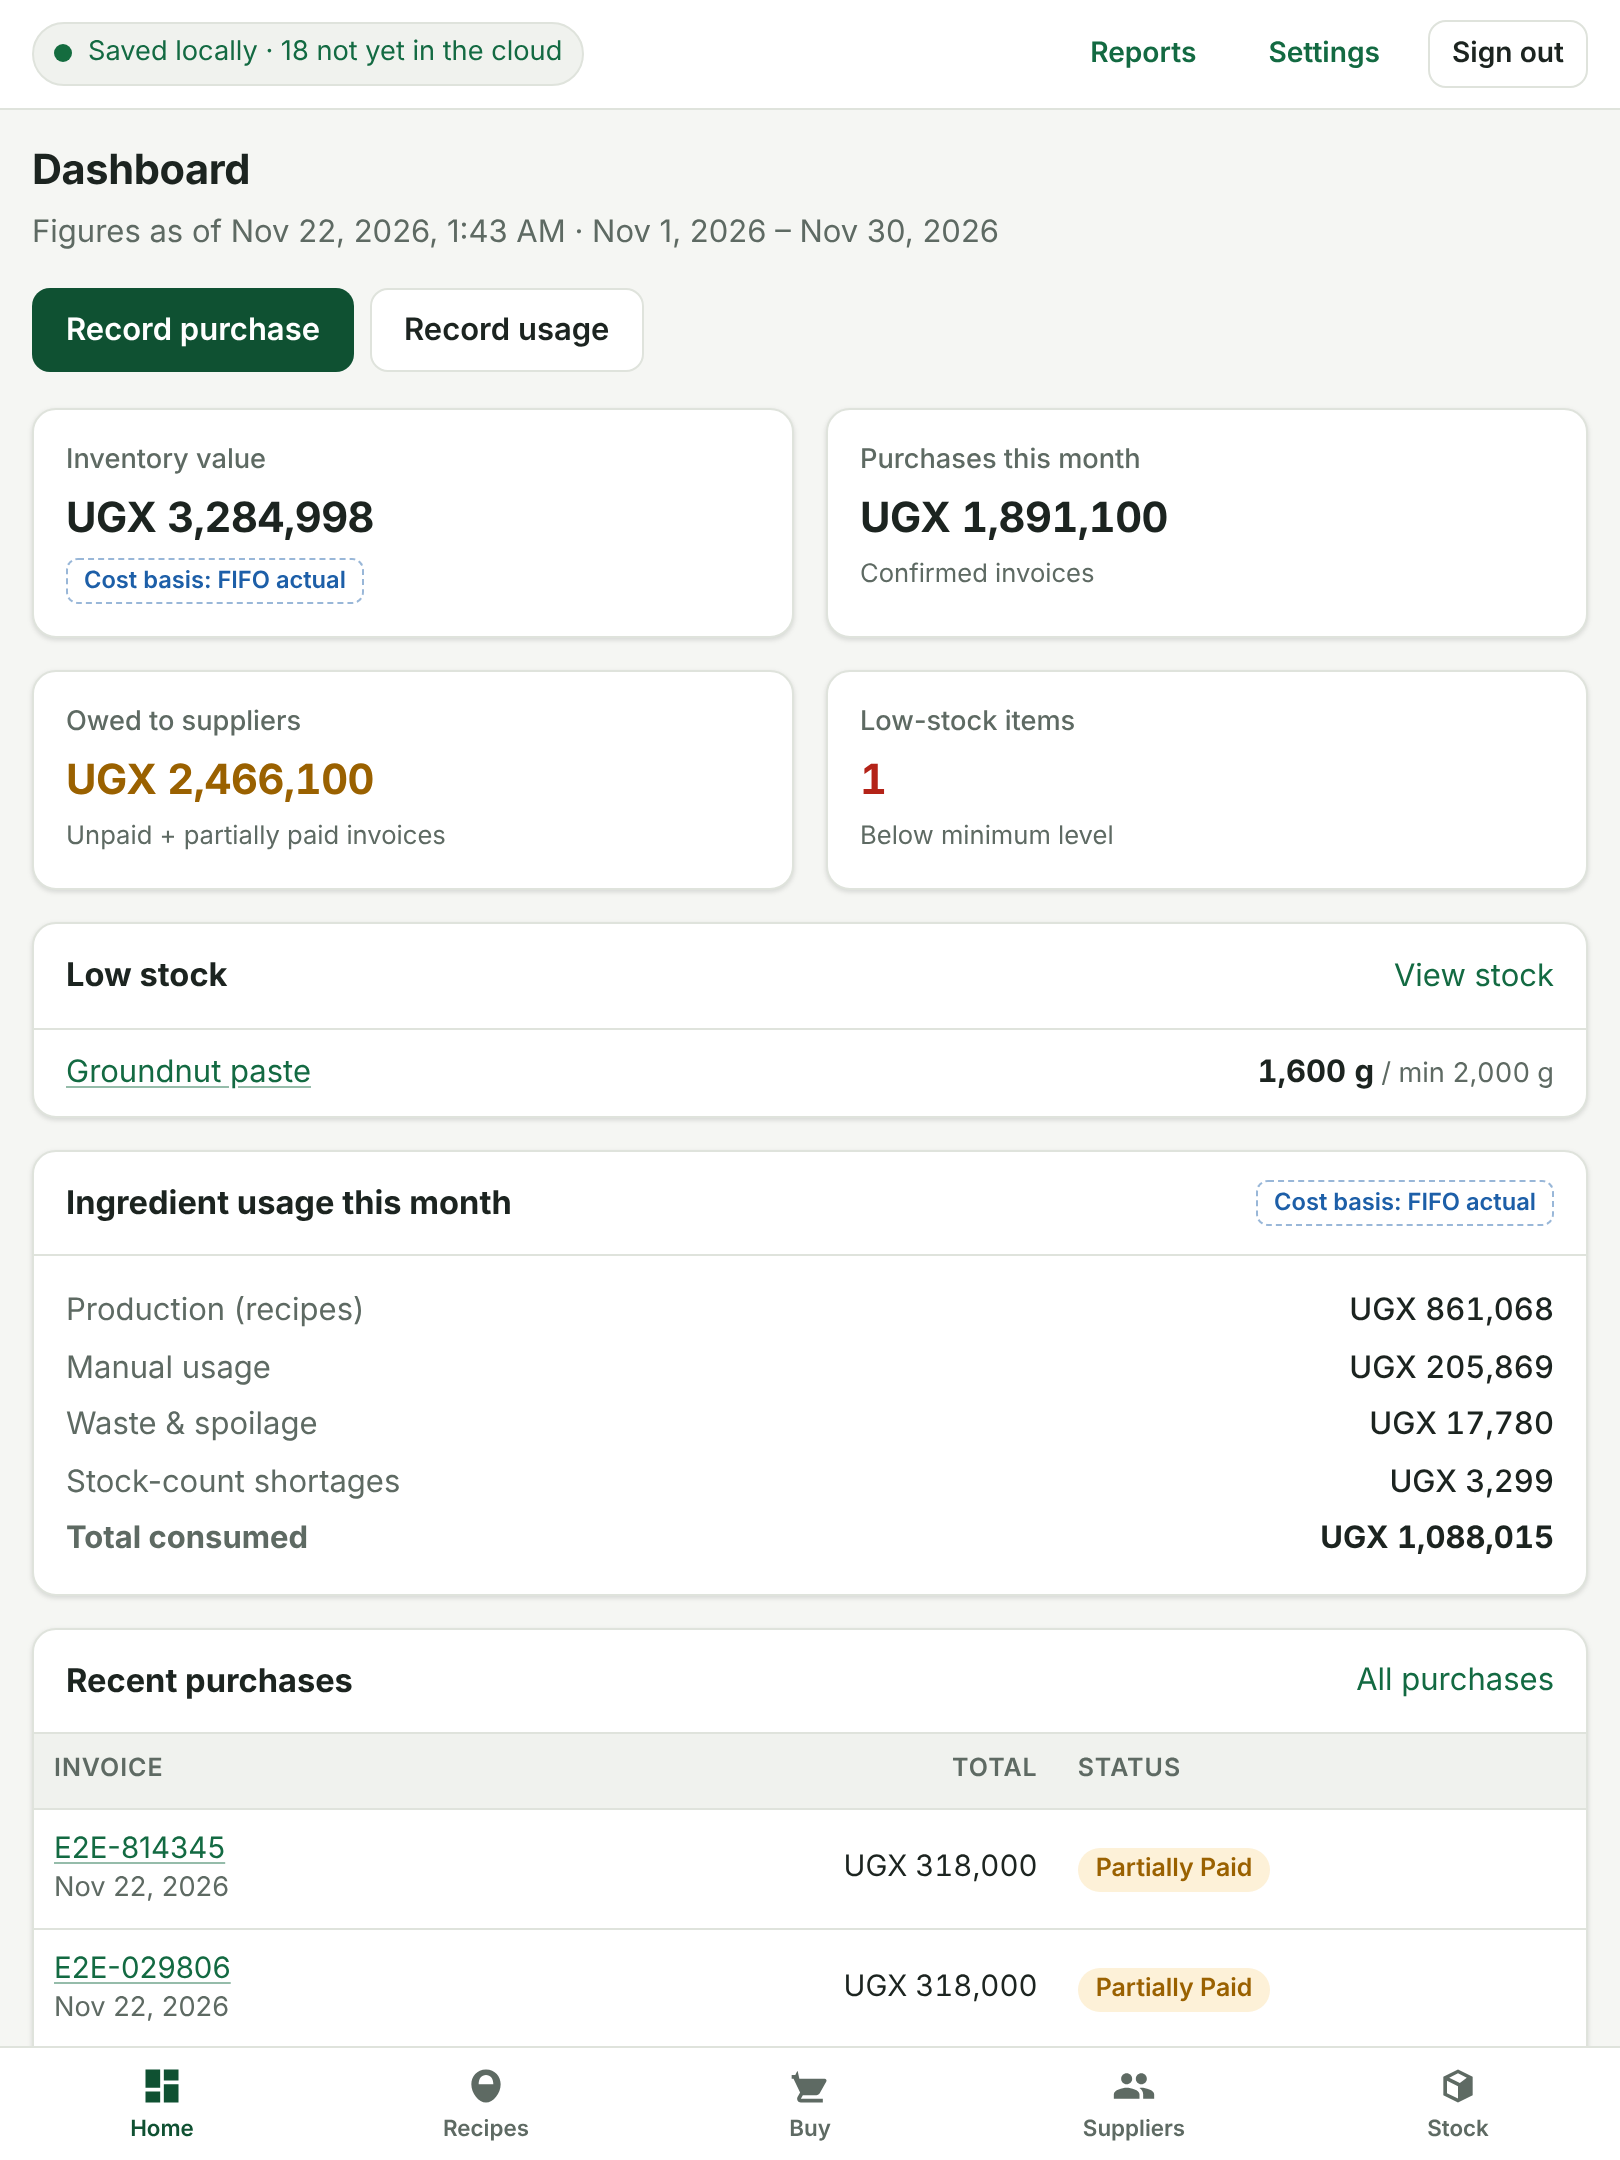 Saved locally · 18 not yet in the cloud
Reports
Settings
Sign out
Dashboard
Figures as of Nov 22, 2026, 1:43 AM · Nov 1, 2026 – Nov 30, 2026
Record purchase
Record usage
Inventory value
UGX 3,284,998
Cost basis: FIFO actual
Purchases this month
UGX 1,891,100
Confirmed invoices
Owed to suppliers
UGX 2,466,100
Unpaid + partially paid invoices
Low-stock items
1
Below minimum level
Low stock
View stock
Groundnut paste
1,600 g / min 2,000 g
Ingredient usage this month
Cost basis: FIFO actual
Production (recipes)
UGX 861,068
Manual usage
UGX 205,869
Waste & spoilage
UGX 17,780
Stock-count shortages
UGX 3,299
Total consumed
UGX 1,088,015
Recent purchases
All purchases
INVOICE
TOTAL
STATUS
E2E-814345
Nov 22, 2026
UGX 318,000
Partially Paid
E2E-029806
Nov 22, 2026
UGX 318,000
Partially Paid
Home
Recipes
Buy
Suppliers
Stock